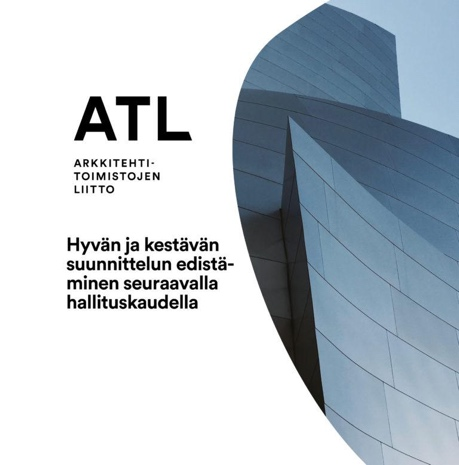 ATL
ARKKITEHTI-
TOIMISTOJEN
LIITTO
Hyvän ja kestävän
suunnittelun edistä-
minen seuraavalla
hallituskaudella